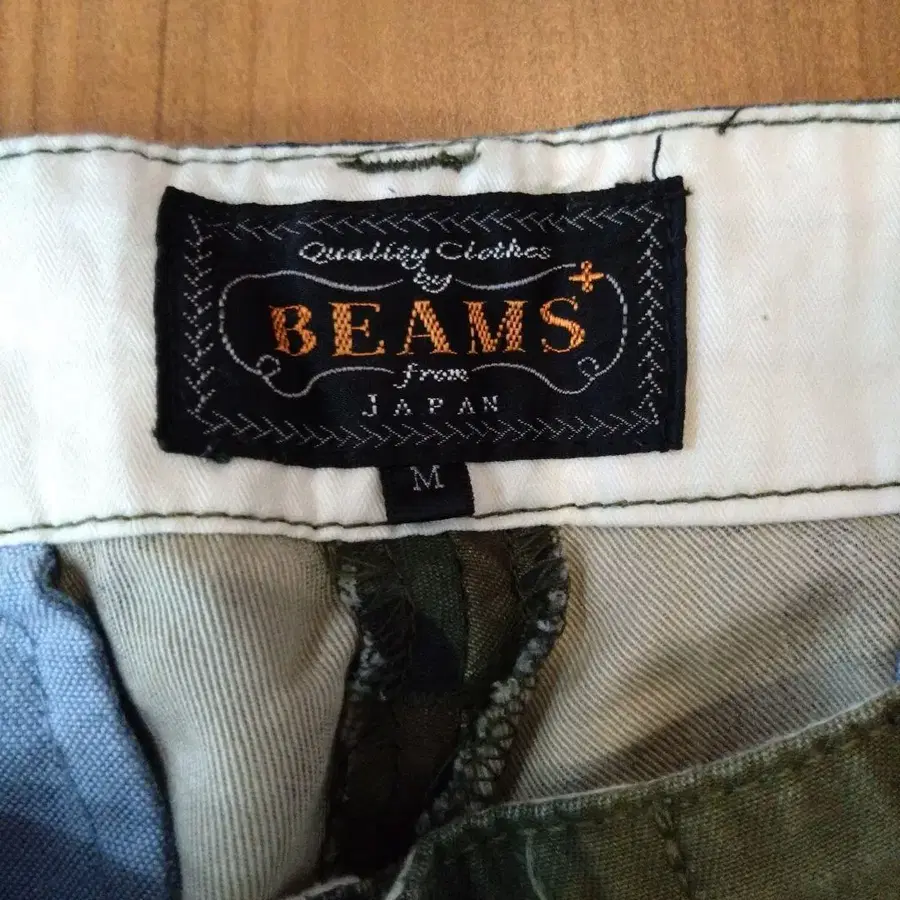 Quality Clothes
by
BEAMS+
from
JAPAN
M